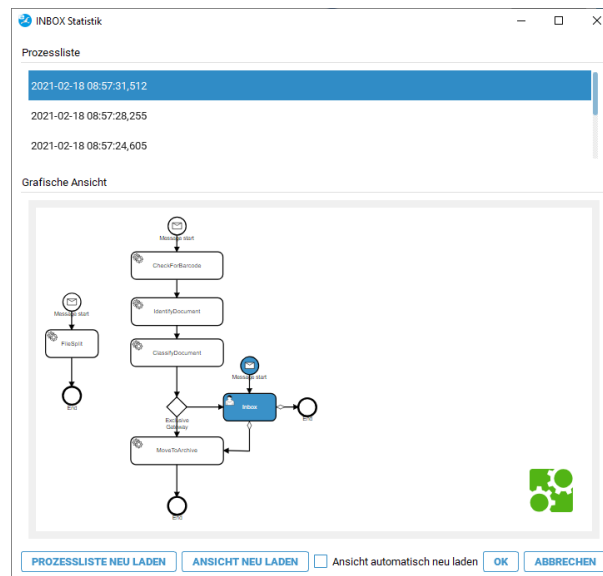 INBOX Statistik
Prozessliste
2021-02-18 08:57:31,512
2021-02-18 08:57:28,255
2021-02-18 08:57:24,605
Grafische Ansicht
Message start
CheckForBarcode
IdentifyDocument
Message start
FileSplit
ClassifyDocument
Message start
End
Inbox
End
Exclusive
Gateway
MoveToArchive
End
PROZESSLISTE NEU LADEN
ANSICHT NEU LADEN
Ansicht automatisch neu laden
OK
ABBRECHEN